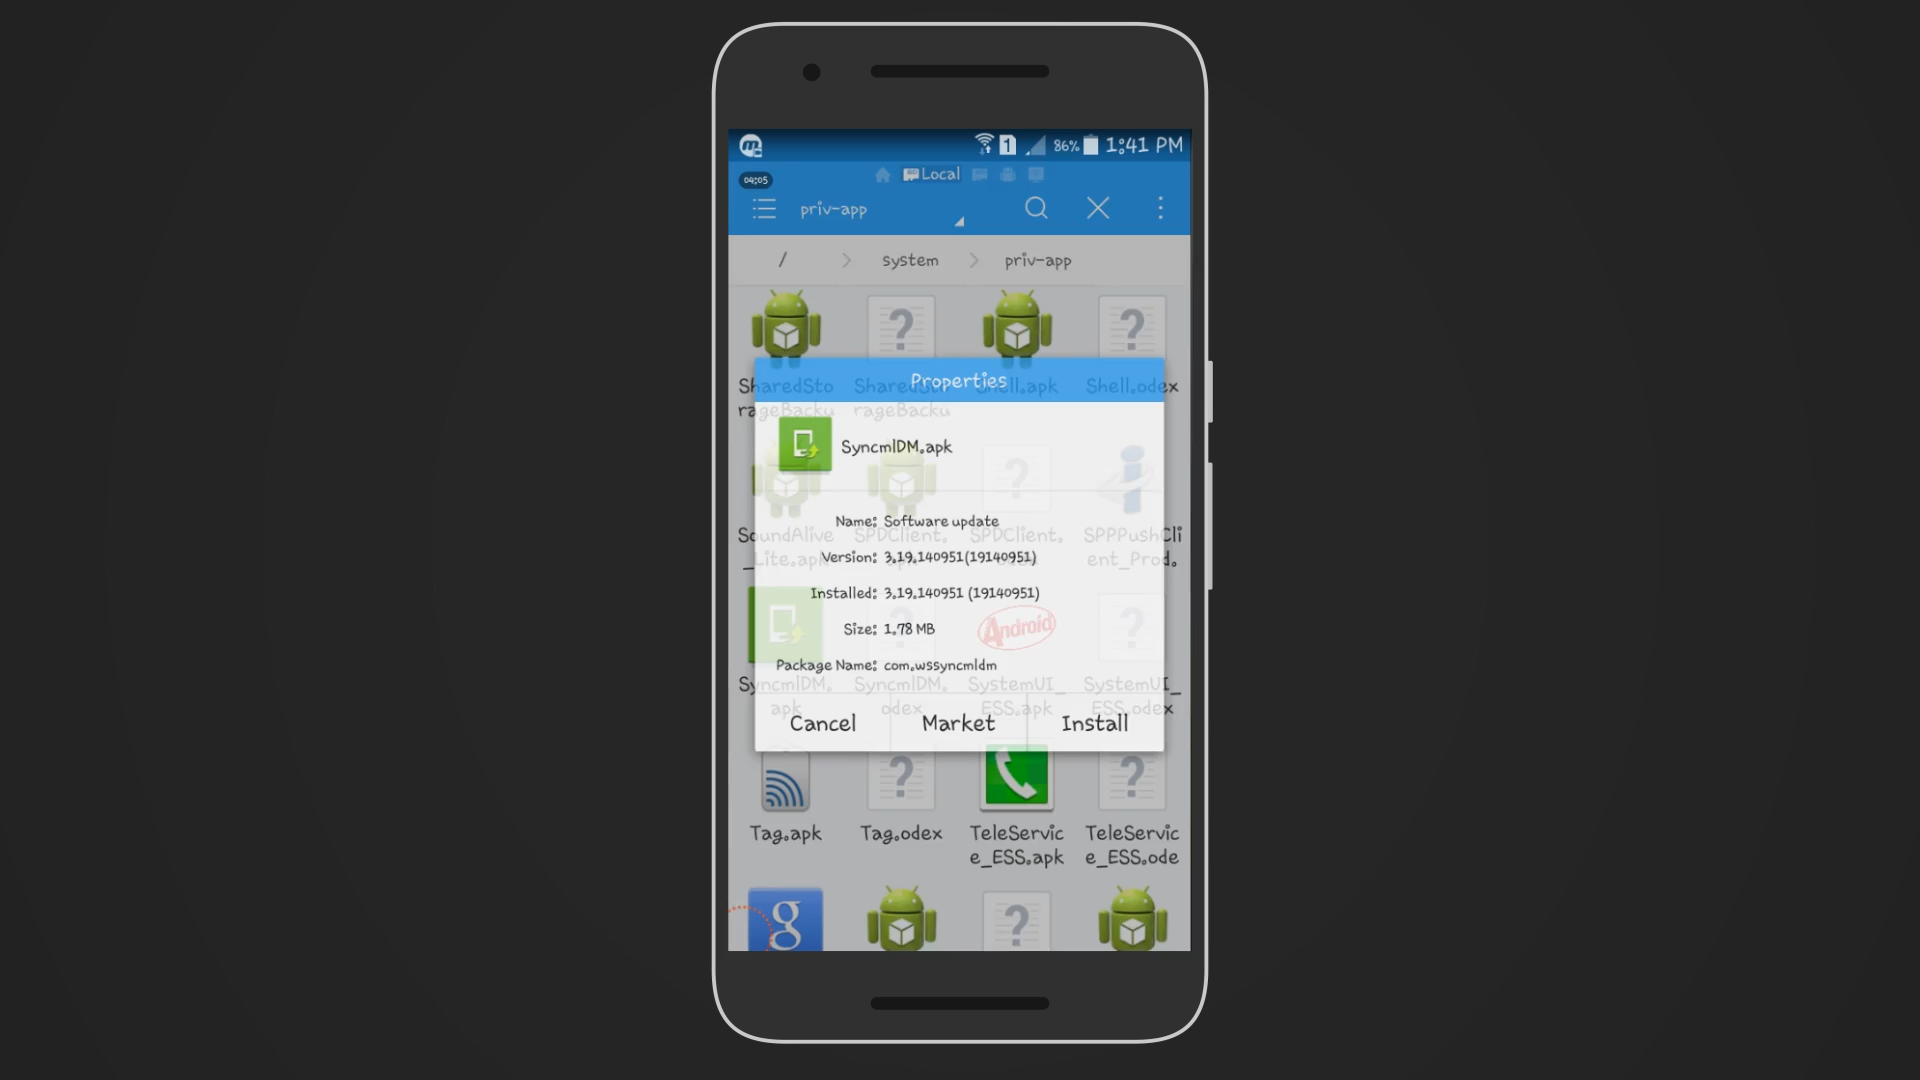 1 86% 1:41 PM
Local
04:05
priv-app
/ system priv-app
SharedSto SharedSto Shell.apk Shell.odex
rageBacku rageBacku
Properties
SyncmlDM.apk
SoundAlive SPDClient. SPDClient. SPPPushCli
_Lite.apk ent_Prod.
Name: Software update
Version: 3.19.140951(19140951)
Installed: 3.19.140951 (19140951)
Size: 1.78 MB
Android
Package Name: com.wssyncmldm
SyncmlDM. SyncmlDM. SystemUI_ SystemUI_
apk odex ESS.apk ESS.odex
Cancel Market Install
Tag.apk Tag.odex TeleServic TeleServic
e_ESS.apk e_ESS.ode
g